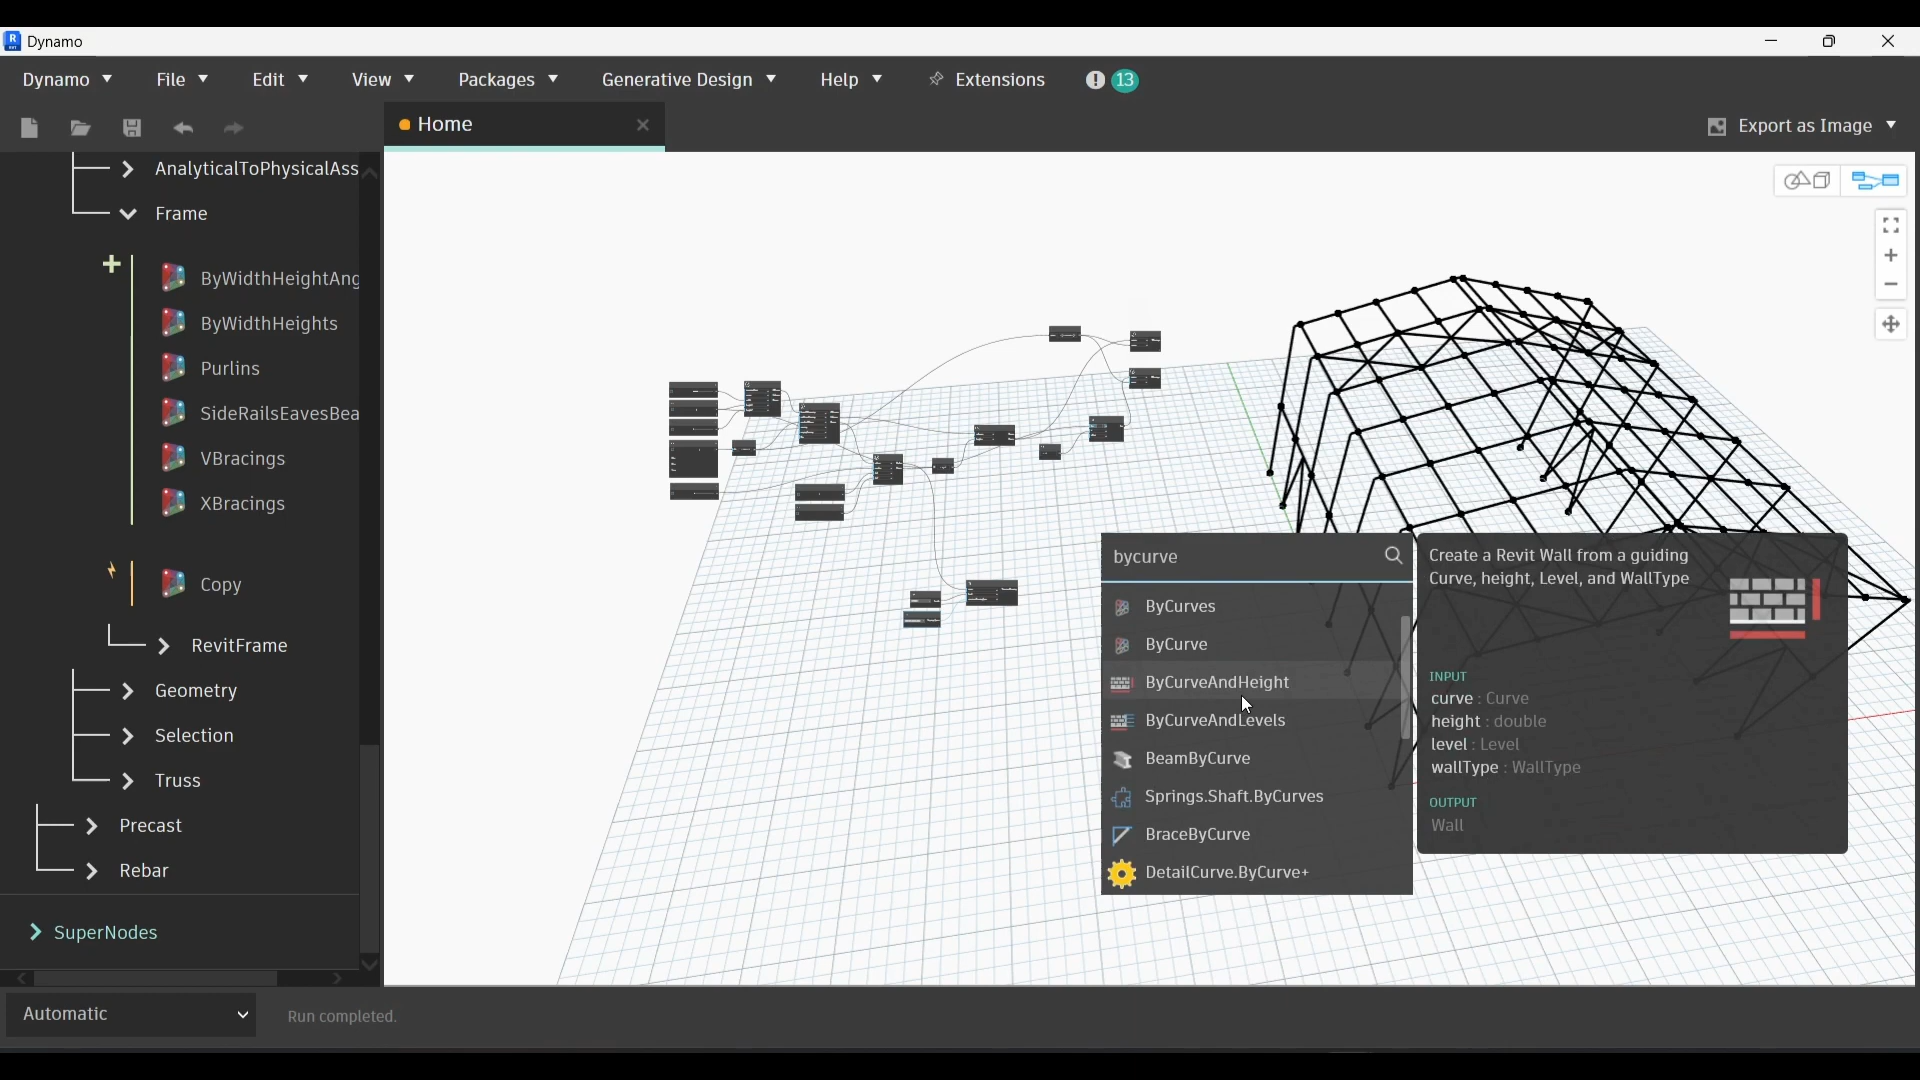 Dynamo
Dynamo File Edit View Packages Generative Design Help Extensions ! 13
Home
Export as Image
AnalyticalToPhysicalAss
Frame
ByWidthHeightAng
ByWidthHeights
Purlins
SideRailsEavesBea
VBracings
XBracings
Copy
RevitFrame
Geometry
Selection
Truss
Precast
Rebar
SuperNodes
bycurve
ByCurves
ByCurve
ByCurveAndHeight
ByCurveAndLevels
BeamByCurve
Springs.Shaft.ByCurves
BraceByCurve
DetailCurve.ByCurve+
Create a Revit Wall from a guiding
Curve, height, Level, and WallType
INPUT
curve : Curve
height : double
level : Level
wallType : WallType
OUTPUT
Wall
Automatic
Run completed.